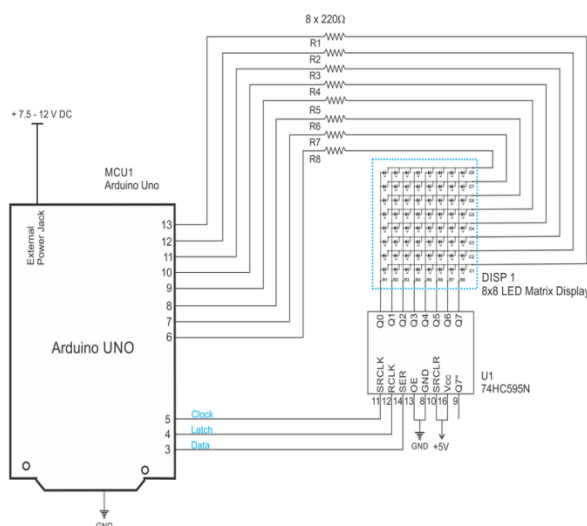 8 x 220Ω
R1
R2
R3
R4
R5
R6
R7
R8
+ 7.5 - 12 V DC
MCU1
Arduino Uno
External
Power Jack
13
12
11
10
9
8
7
6
Arduino UNO
DISP 1
8x8 LED Matrix Display
Q0 Q1 Q2 Q3 Q4 Q5 Q6 Q7
U1
74HC595N
SRCLK RCLK SER OE GND SRCLR Vcc Q7"
11 12 14 13 8 10 16 9
5 Clock
4 Latch
3 Data
GND
+5V
GND